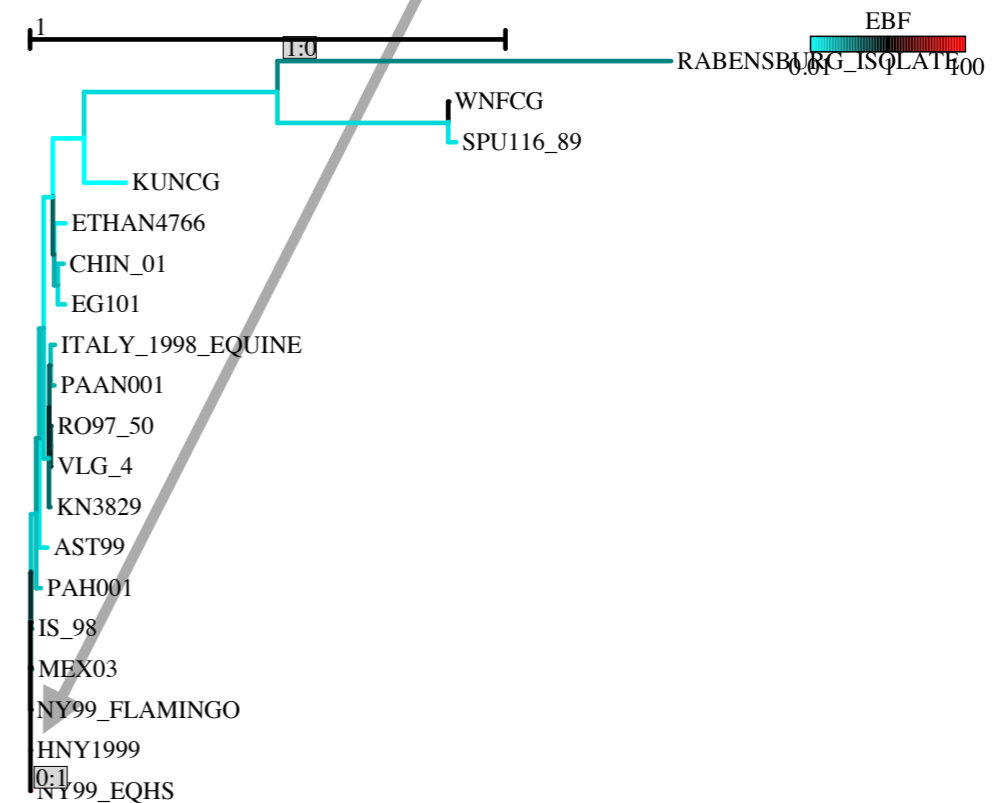 1
EBF
1:0
RABENSBURG_ISOLATE
0.01 1 100
WNFCG
SPU116_89
KUNCG
ETHAN4766
CHIN_01
EG101
ITALY_1998_EQUINE
PAAN001
RO97_50
VLG_4
KN3829
AST99
PAH001
IS_98
MEX03
NY99_FLAMINGO
HNY1999
0:1
NY99_EQHS